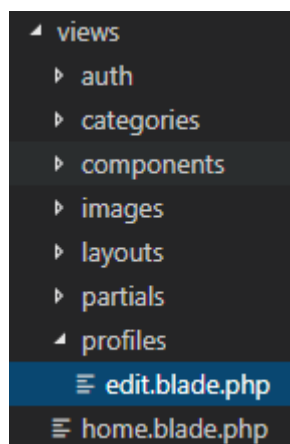 views
auth
categories
components
images
layouts
partials
profiles
edit.blade.php
home.blade.php